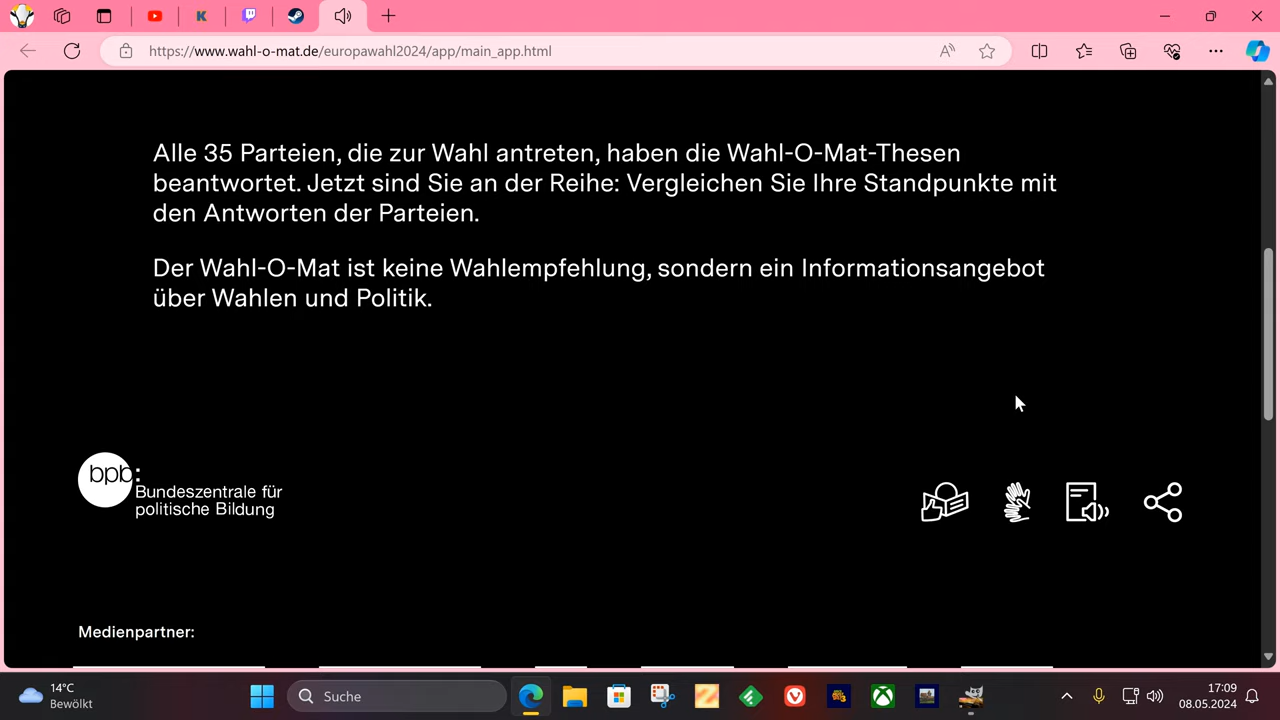 https://www.wahl-o-mat.de/europawahl2024/app/main_app.html
Alle 35 Parteien, die zur Wahl antreten, haben die Wahl-O-Mat-Thesen
beantwortet. Jetzt sind Sie an der Reihe: Vergleichen Sie Ihre Standpunkte mit
den Antworten der Parteien.
Der Wahl-O-Mat ist keine Wahlempfehlung, sondern ein Informationsangebot
über Wahlen und Politik.
bpb:
Bundeszentrale für
politische Bildung
Medienpartner:
14°C
Bewölkt
Suche
17:09
08.05.2024